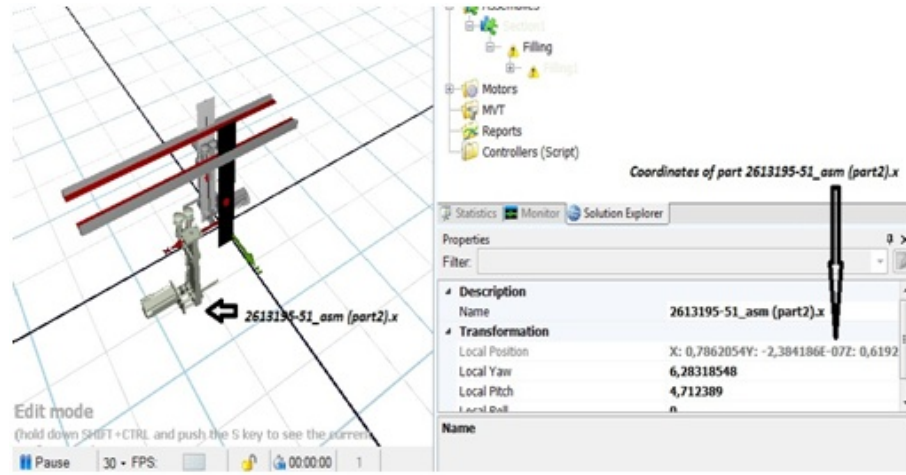 Assemblies
Section1
Filling
Filling1
Motors
MVT
Reports
Controllers (Script)
Coordinates of part 2613195-51_asm (part2).x
Statistics Monitor Solution Explorer
Properties
Filter:
Description
Name 2613195-51_asm (part2).x
Transformation
Local Position X: 0,7862054Y: -2,384186E-07Z: 0,6192
Local Yaw 6,28318548
Local Pitch 4,712389
Local Roll 0
Name
2613195-51_asm (part2).x
Edit mode
(hold down SHIFT+CTRL and push the S key to see the current
Pause 30 FPS: 00:00:00 1